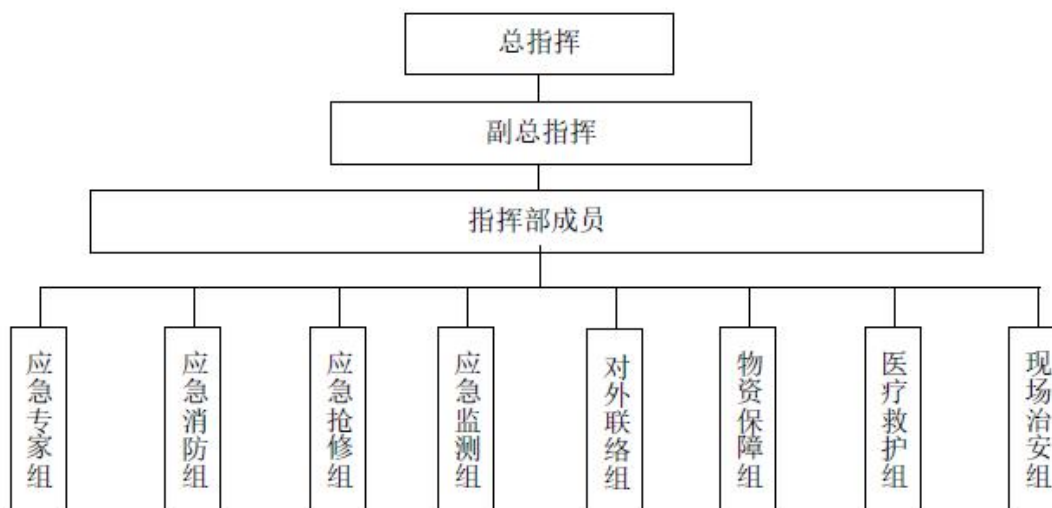 总指挥
副总指挥
指挥部成员
应急专家组
应急消防组
应急抢修组
应急监测组
对外联络组
物资保障组
医疗救护组
现场治安组